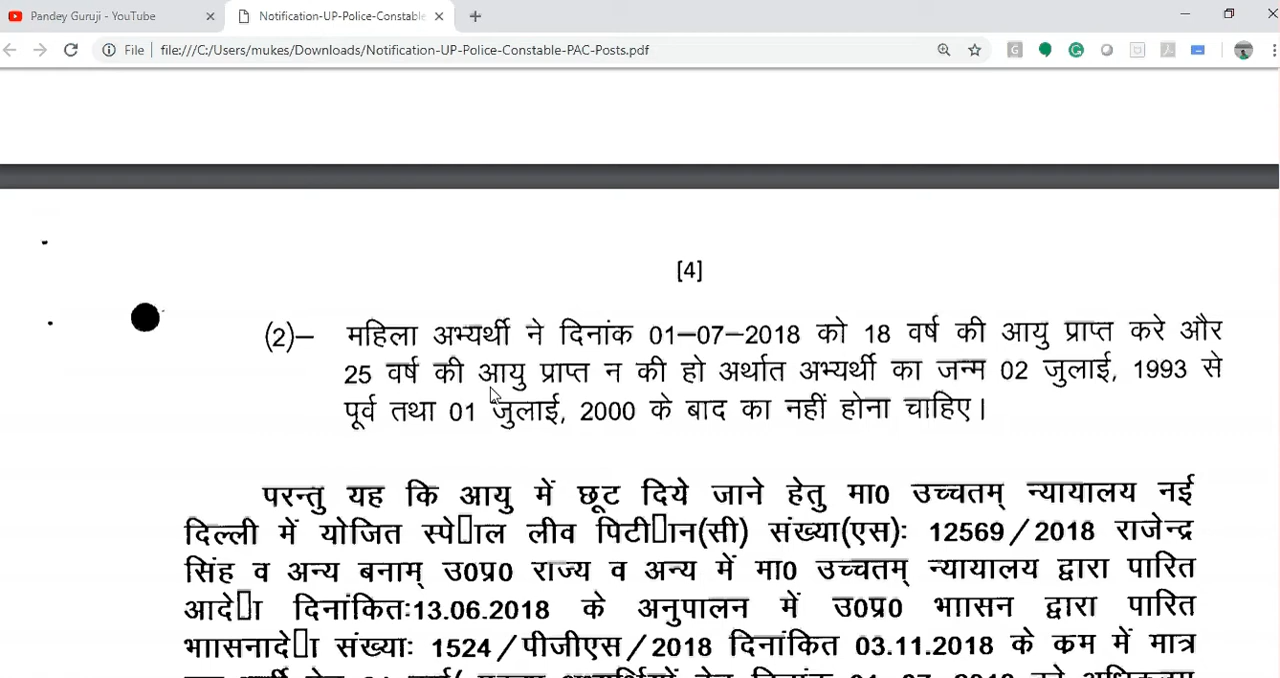 Pandey Guruji - YouTube
Notification-UP-Police-Constable
File file:///C:/Users/mukes/Downloads/Notification-UP-Police-Constable-PAC-Posts.pdf
[4]
(2)– महिला अभ्यर्थी ने दिनांक 01–07–2018 को 18 वर्ष की आयु प्राप्त करे और
25 वर्ष की आयु प्राप्त न की हो अर्थात अभ्यर्थी का जन्म 02 जुलाई, 1993 से
पूर्व तथा 01 जुलाई, 2000 के बाद का नहीं होना चाहिए।
परन्तु यह कि आयु में छूट दिये जाने हेतु मा0 उच्चतम् न्यायालय नई
दिल्ली में योजित स्पे▯ाल लीव पिटी▯ान(सी) संख्या(एस)ः 12569/2018 राजेन्द्र
सिंह व अन्य बनाम् उ0प्र0 राज्य व अन्य में मा0 उच्चतम् न्यायालय द्वारा पारित
आदे▯ा दिनांकितः13.06.2018 के अनुपालन में उ0प्र0 भाासन द्वारा पारित
भाासनादे▯ा संख्याः 1524/पीजीएस/2018 दिनांकित 03.11.2018 के कम में मात्र